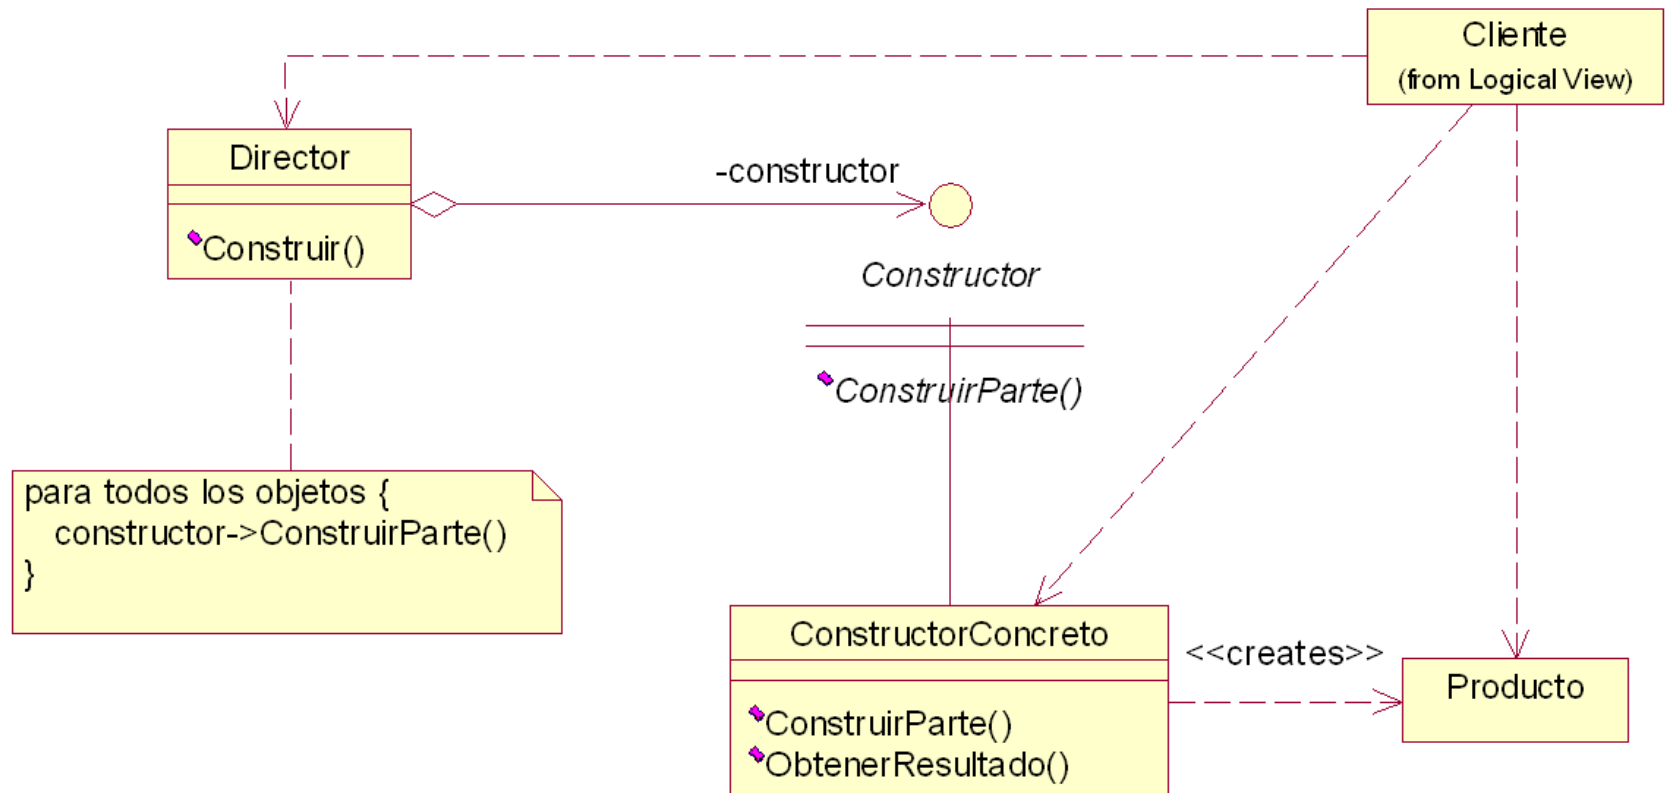 Cliente
(from Logical View)
Director
Construir()
-constructor
Constructor
ConstruirParte()
para todos los objetos {
constructor->ConstruirParte()
}
ConstructorConcreto
ConstruirParte()
ObtenerResultado()
<<creates>>
Producto